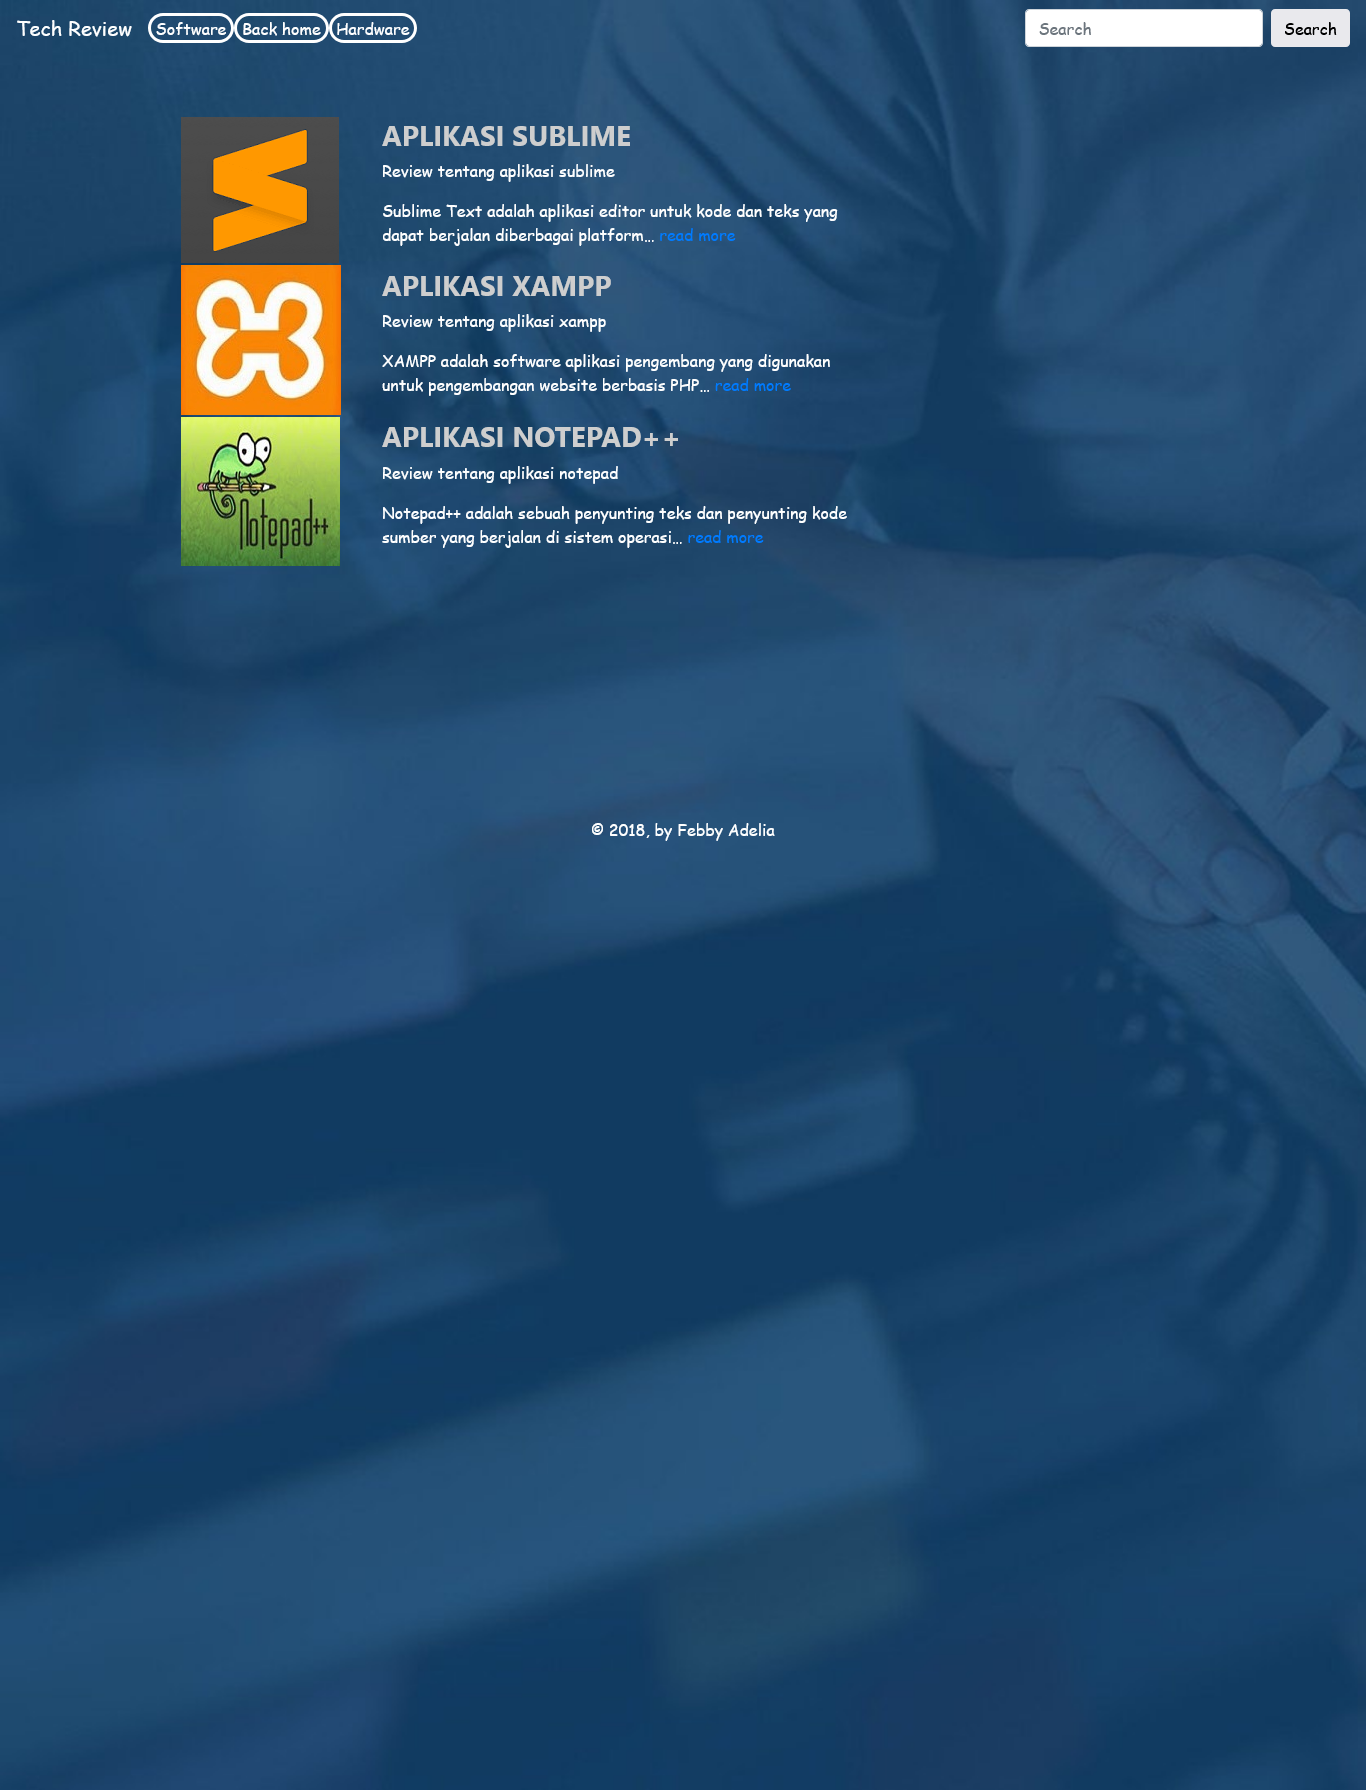 Tech Review Software Back home Hardware Search Search
APLIKASI SUBLIME
Review tentang aplikasi sublime
Sublime Text adalah aplikasi editor untuk kode dan teks yang
dapat berjalan diberbagai platform... read more
APLIKASI XAMPP
Review tentang aplikasi xampp
XAMPP adalah software aplikasi pengembang yang digunakan
untuk pengembangan website berbasis PHP... read more
Notepad++
APLIKASI NOTEPAD++
Review tentang aplikasi notepad
Notepad++ adalah sebuah penyunting teks dan penyunting kode
sumber yang berjalan di sistem operasi... read more
© 2018, by Febby Adelia